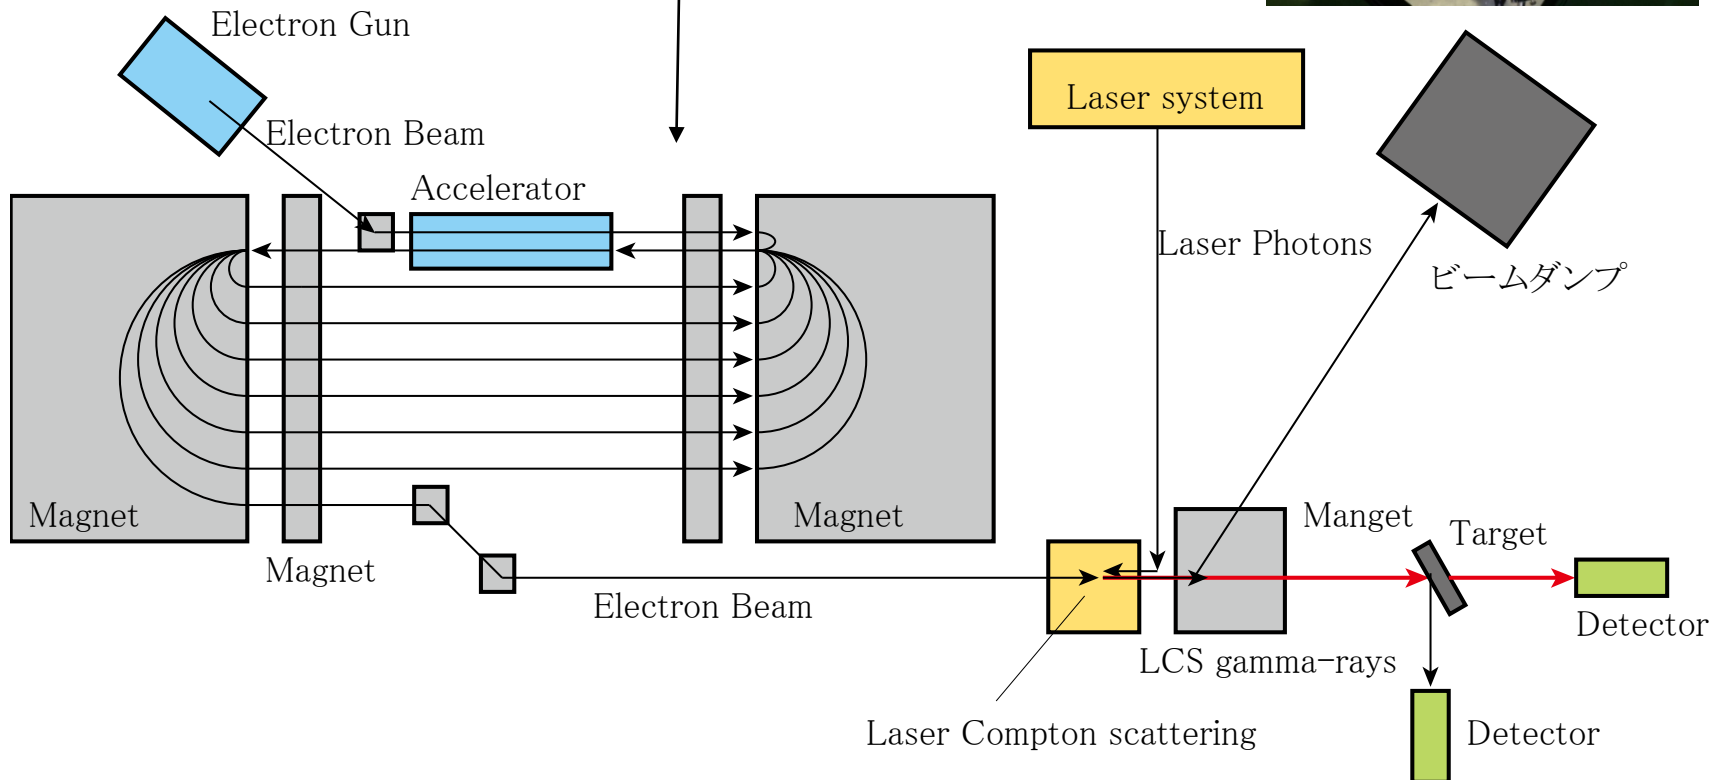 Electron Gun
Electron Beam
Accelerator
Laser system
Laser Photons
ビームダンプ
Magnet
Magnet
Magnet
Manget
Target
Electron Beam
Detector
LCS gamma-rays
Laser Compton scattering
Detector